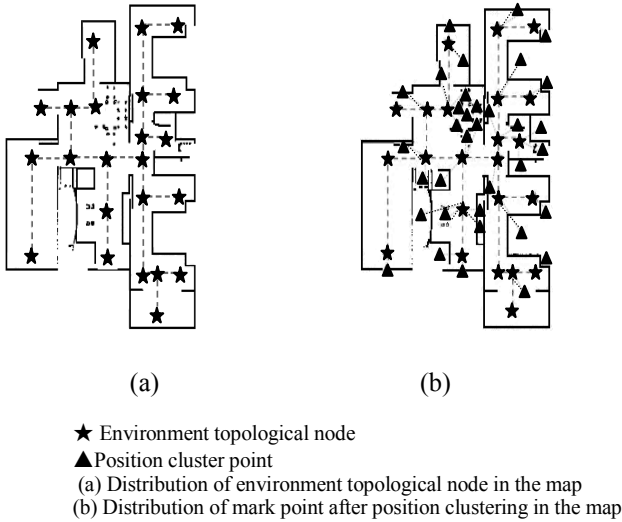 (a) (b)
★ Environment topological node
▲Position cluster point
(a) Distribution of environment topological node in the map
(b) Distribution of mark point after position clustering in the map